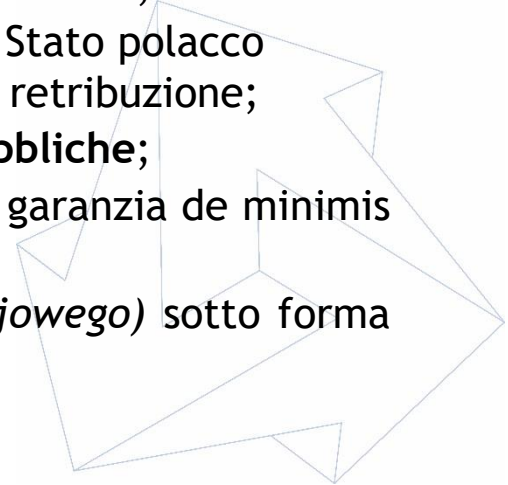 Stato polacco
retribuzione;
bbliche;
garanzia de minimis
jowego) sotto forma